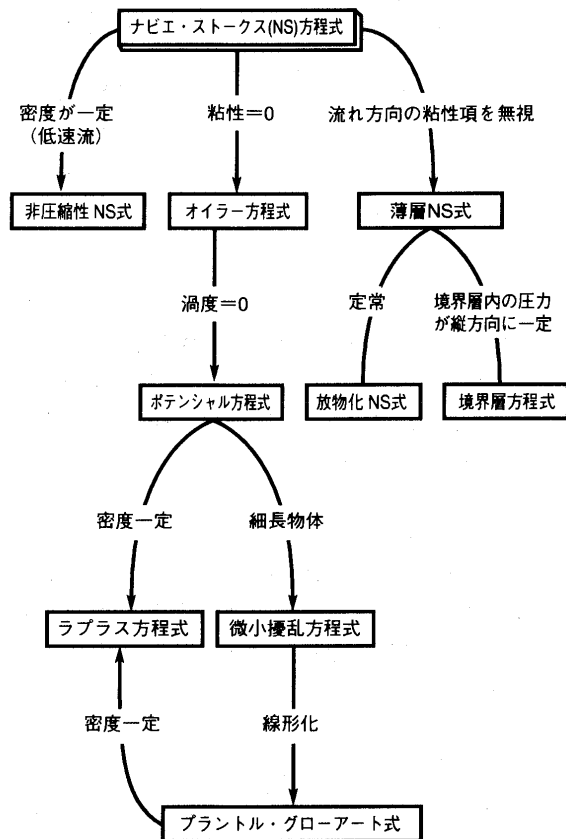 ナビエ・ストークス(NS)方程式
密度が一定
(低速流)
粘性＝0
流れ方向の粘性項を無視
非圧縮性 NS式
オイラー方程式
薄層NS式
渦度＝0
定常
境界層内の圧力
が縦方向に一定
ポテンシャル方程式
放物化 NS式
境界層方程式
密度一定
細長物体
ラプラス方程式
微小擾乱方程式
密度一定
線形化
プラントル・グローアート式